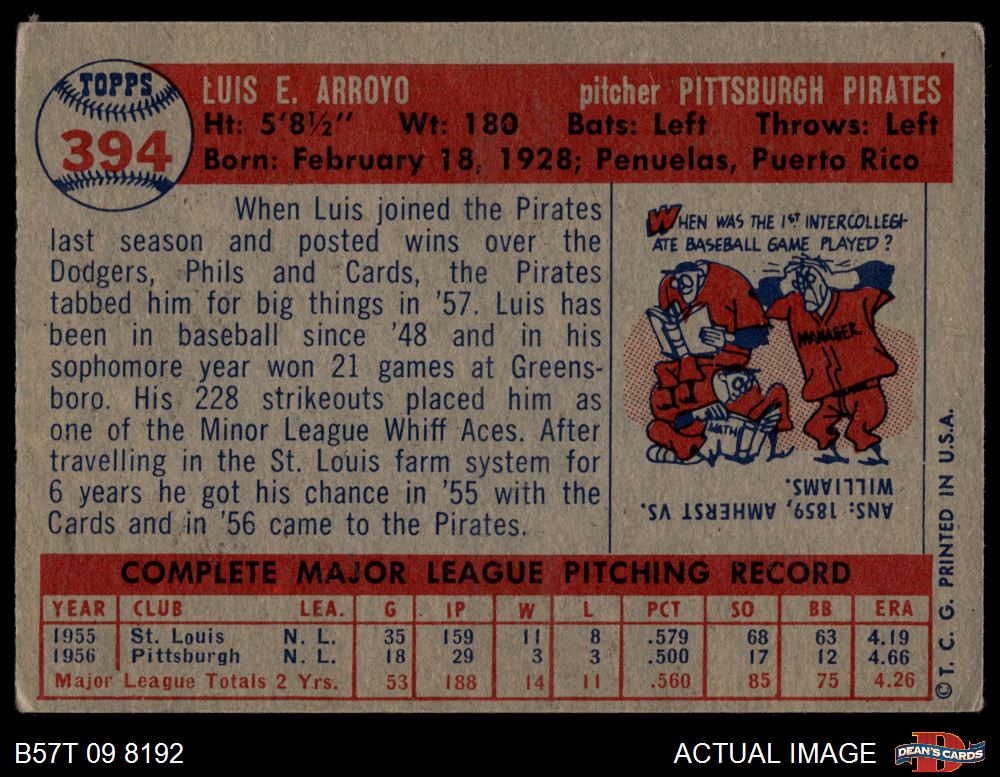 TOPPS
394
LUIS E. ARROYO pitcher PITTSBURGH PIRATES
Ht: 5'8½" Wt: 180 Bats: Left Throws: Left
Born: February 18, 1928; Penuelas, Puerto Rico
When Luis joined the Pirates
last season and posted wins over the
Dodgers, Phils and Cards, the Pirates
tabbed him for big things in '57. Luis has
been in baseball since '48 and in his
sophomore year won 21 games at Greens-
boro. His 228 strikeouts placed him as
one of the Minor League Whiff Aces. After
travelling in the St. Louis farm system for
6 years he got his chance in '55 with the
Cards and in '56 came to the Pirates.
WHEN WAS THE 1ST INTERCOLLEGI-
ATE BASEBALL GAME PLAYED?
MANAGER
MATH
ANS: 1859, AMHERST VS.
WILLIAMS.
COMPLETE MAJOR LEAGUE PITCHING RECORD
YEAR CLUB LEA. G IP W L PCT SO BB ERA
1955 St. Louis N. L. 35 159 11 8 .579 68 63 4.19
1956 Pittsburgh N. L. 18 29 3 3 .500 17 12 4.66
Major League Totals 2 Yrs. 53 188 14 11 .560 85 75 4.26
© T. C. G. PRINTED IN U.S.A.
B57T 09 8192
ACTUAL IMAGE
DEAN'S CARDS